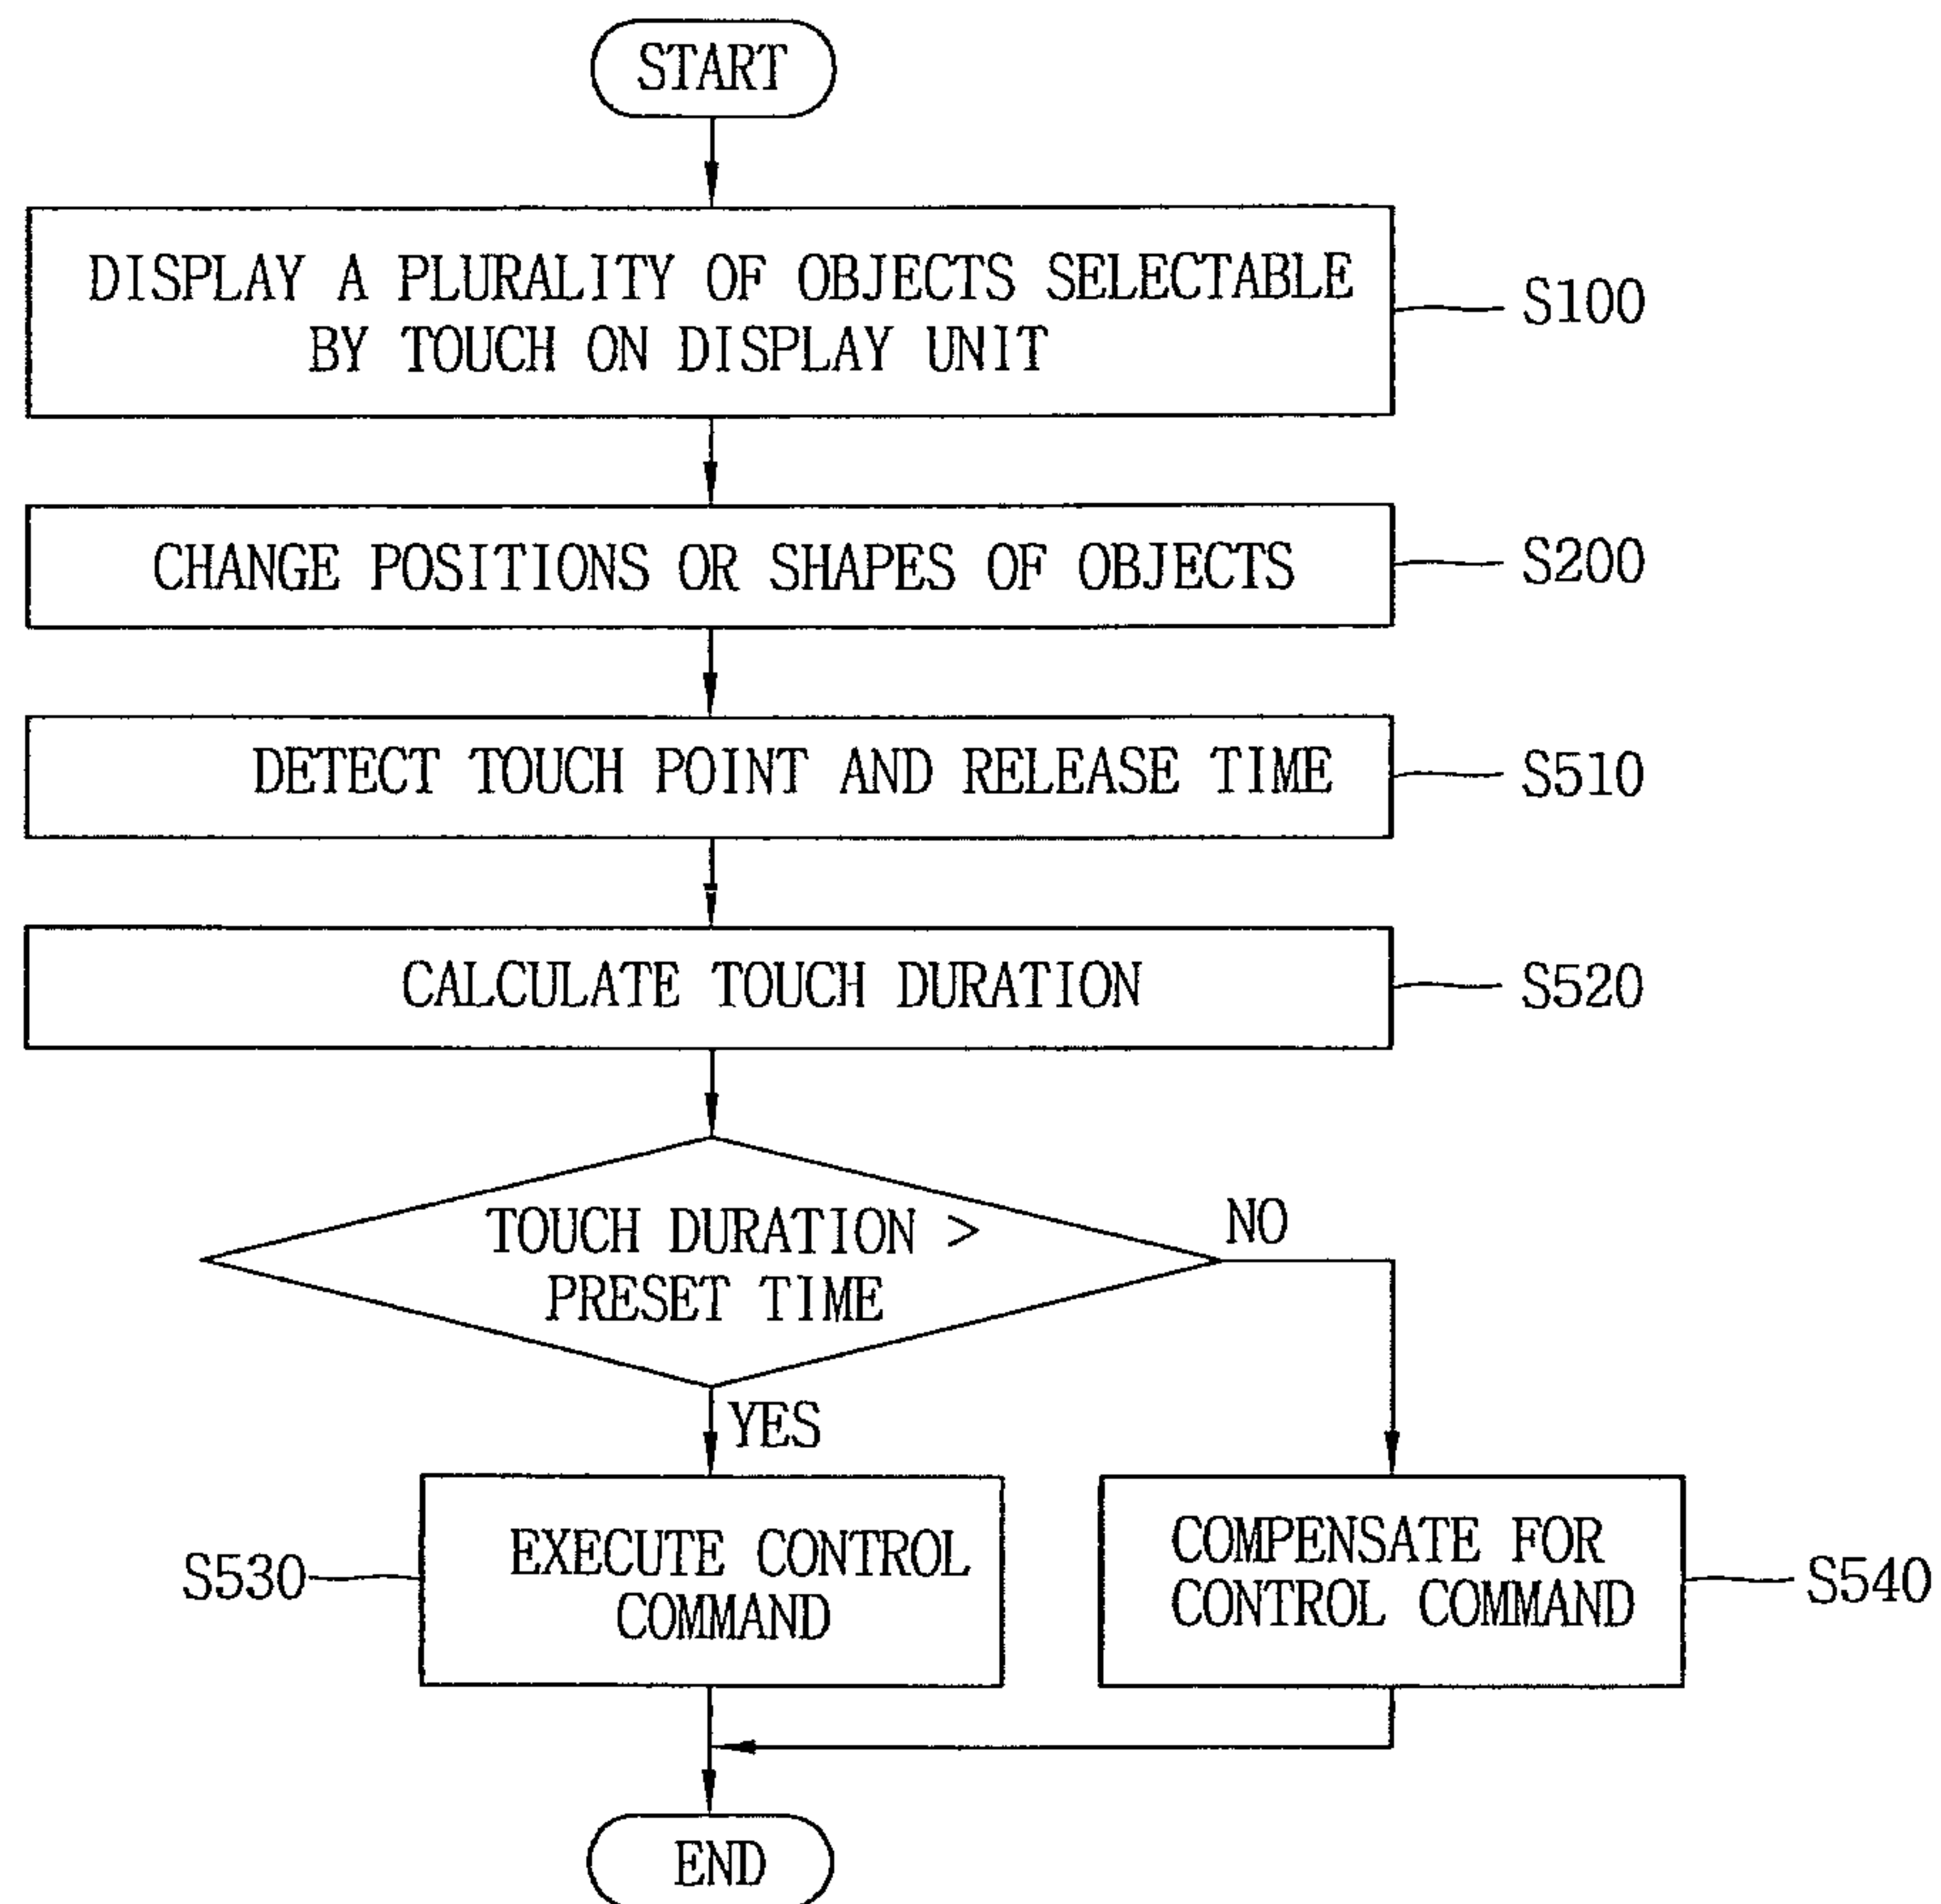 START
DISPLAY A PLURALITY OF OBJECTS SELECTABLE
BY TOUCH ON DISPLAY UNIT
S100
CHANGE POSITIONS OR SHAPES OF OBJECTS
S200
DETECT TOUCH POINT AND RELEASE TIME
S510
CALCULATE TOUCH DURATION
S520
TOUCH DURATION >
PRESET TIME
NO
YES
S530
EXECUTE CONTROL
COMMAND
COMPENSATE FOR
CONTROL COMMAND
S540
END